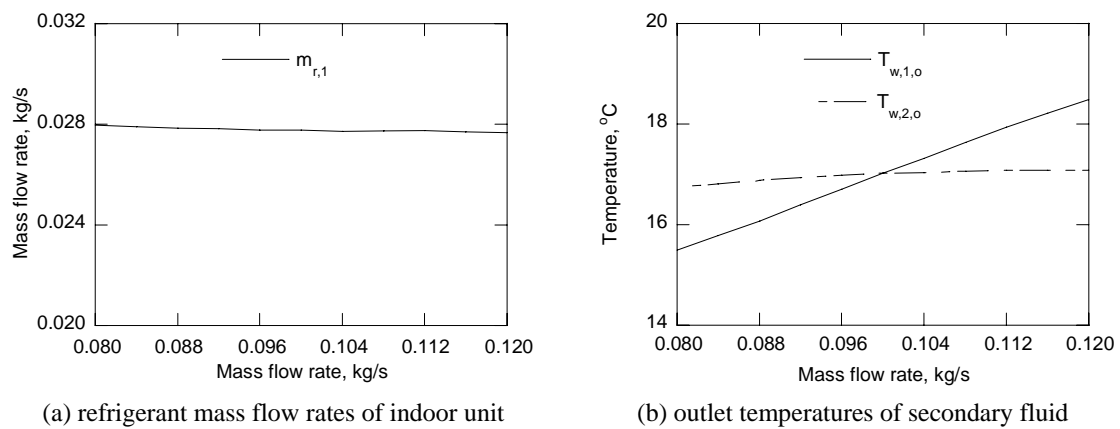 0.032
m r,1
0.028
0.024
0.020
0.080 0.088 0.096 0.104 0.112 0.120
Mass flow rate, kg/s
Mass flow rate, kg/s
(a) refrigerant mass flow rates of indoor unit
20
T w,1,o
T w,2,o
18
16
14
0.080 0.088 0.096 0.104 0.112 0.120
Temperature, °C
Mass flow rate, kg/s
(b) outlet temperatures of secondary fluid